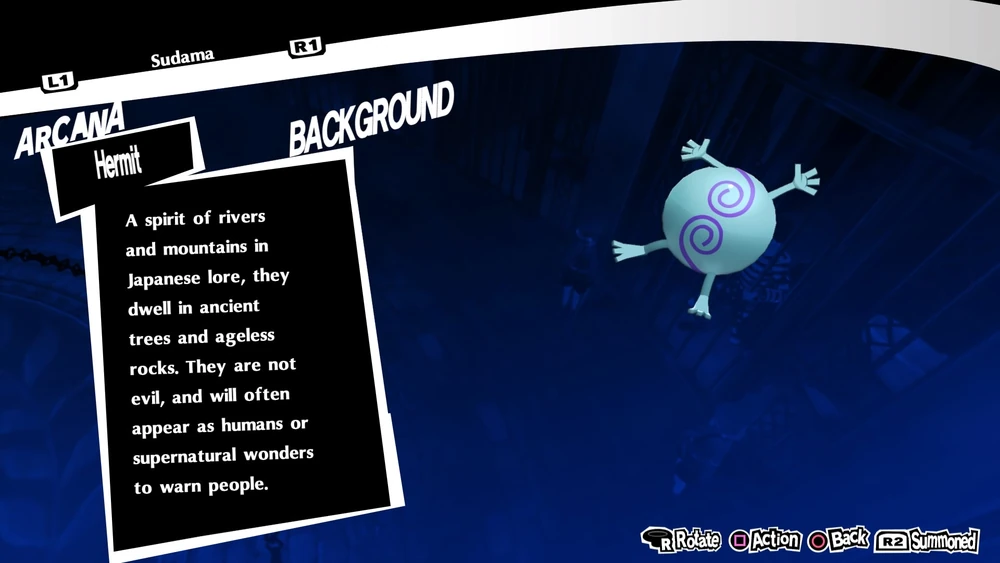 L1
Sudama
R1
ARCANA
Hermit
BACKGROUND
A spirit of rivers
and mountains in
Japanese lore, they
dwell in ancient
trees and ageless
rocks. They are not
evil, and will often
appear as humans or
supernatural wonders
to warn people.
R Rotate Action Back R2 Summoned